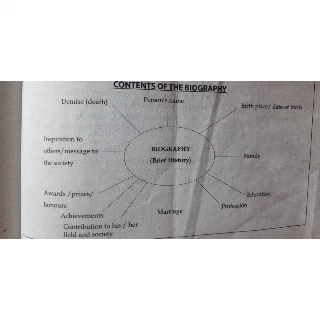 CONTENTS OF THE BIOGRAPHY
Demise (death)
Person's name
Birth place/ date of birth
Inspiration to
others/message to
the society
BIOGRAPHY
(Brief History)
Family
Awards /prizes/
honours
Education
Profession
Marriage
Achievements
Contribution to his / her
field and society